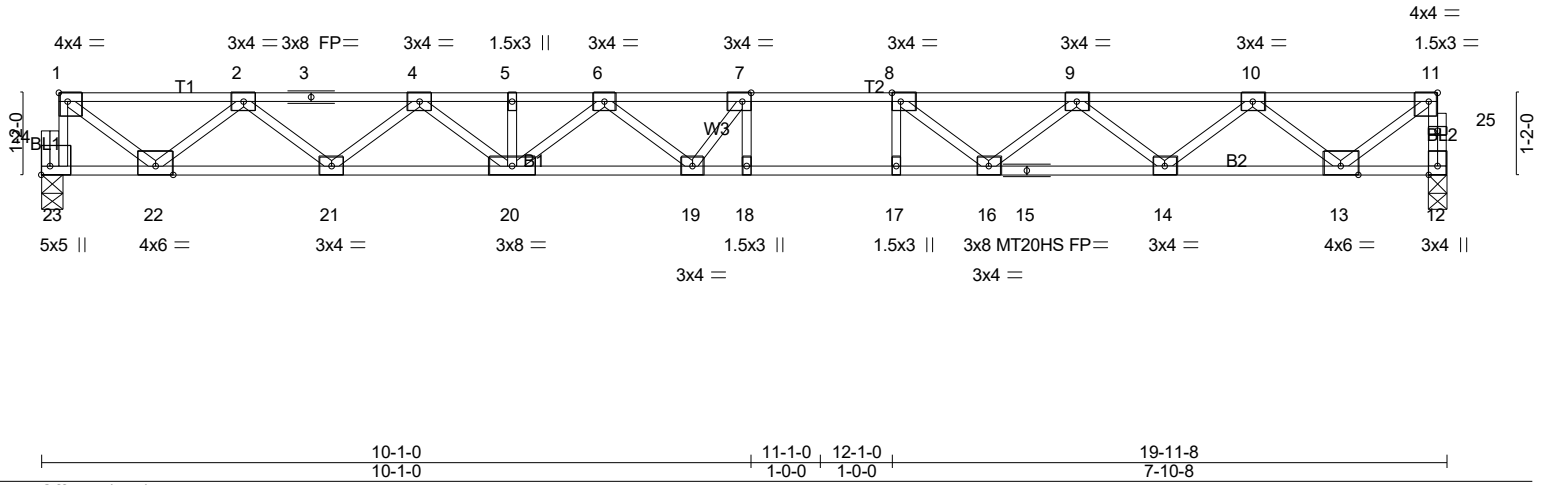 4x4 =
4x4 = 3x4 = 3x8 FP= 3x4 = 1.5x3 || 3x4 = 3x4 = 3x4 = 3x4 = 3x4 = 1.5x3 =
1 2 3 4 5 6 7 8 9 10 11
T1 T2
1-2-0 24 BL1 W3 25 BL2 1-2-0
B1 B2
23 22 21 20 19 18 17 16 15 14 13 12
5x5 || 4x6 = 3x4 = 3x8 = 1.5x3 || 1.5x3 || 3x8 MT20HS FP= 3x4 = 4x6 = 3x4 ||
3x4 = 3x4 =
10-1-0 11-1-0 12-1-0 19-11-8
10-1-0 1-0-0 1-0-0 7-10-8